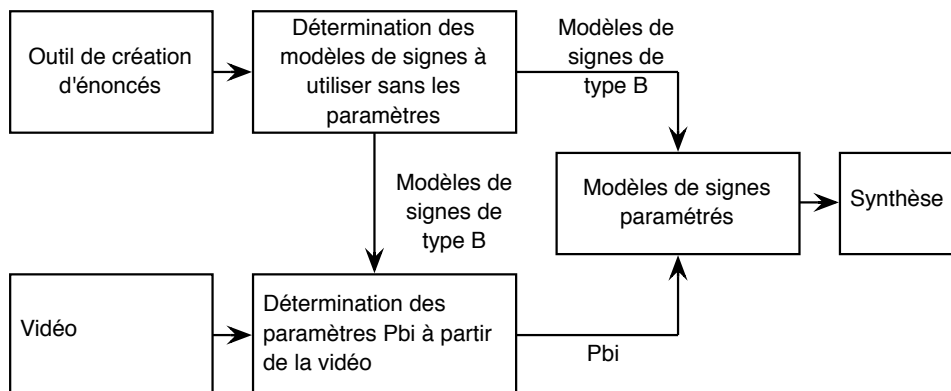 Outil de création
d'énoncés
Détermination des
modèles de signes à
utiliser sans les
paramètres
Modèles de
signes de
type B
Modèles de
signes de
type B
Modèles de signes
paramétrés
Synthèse
Vidéo
Détermination des
paramètres Pbi à partir
de la vidéo
Pbi